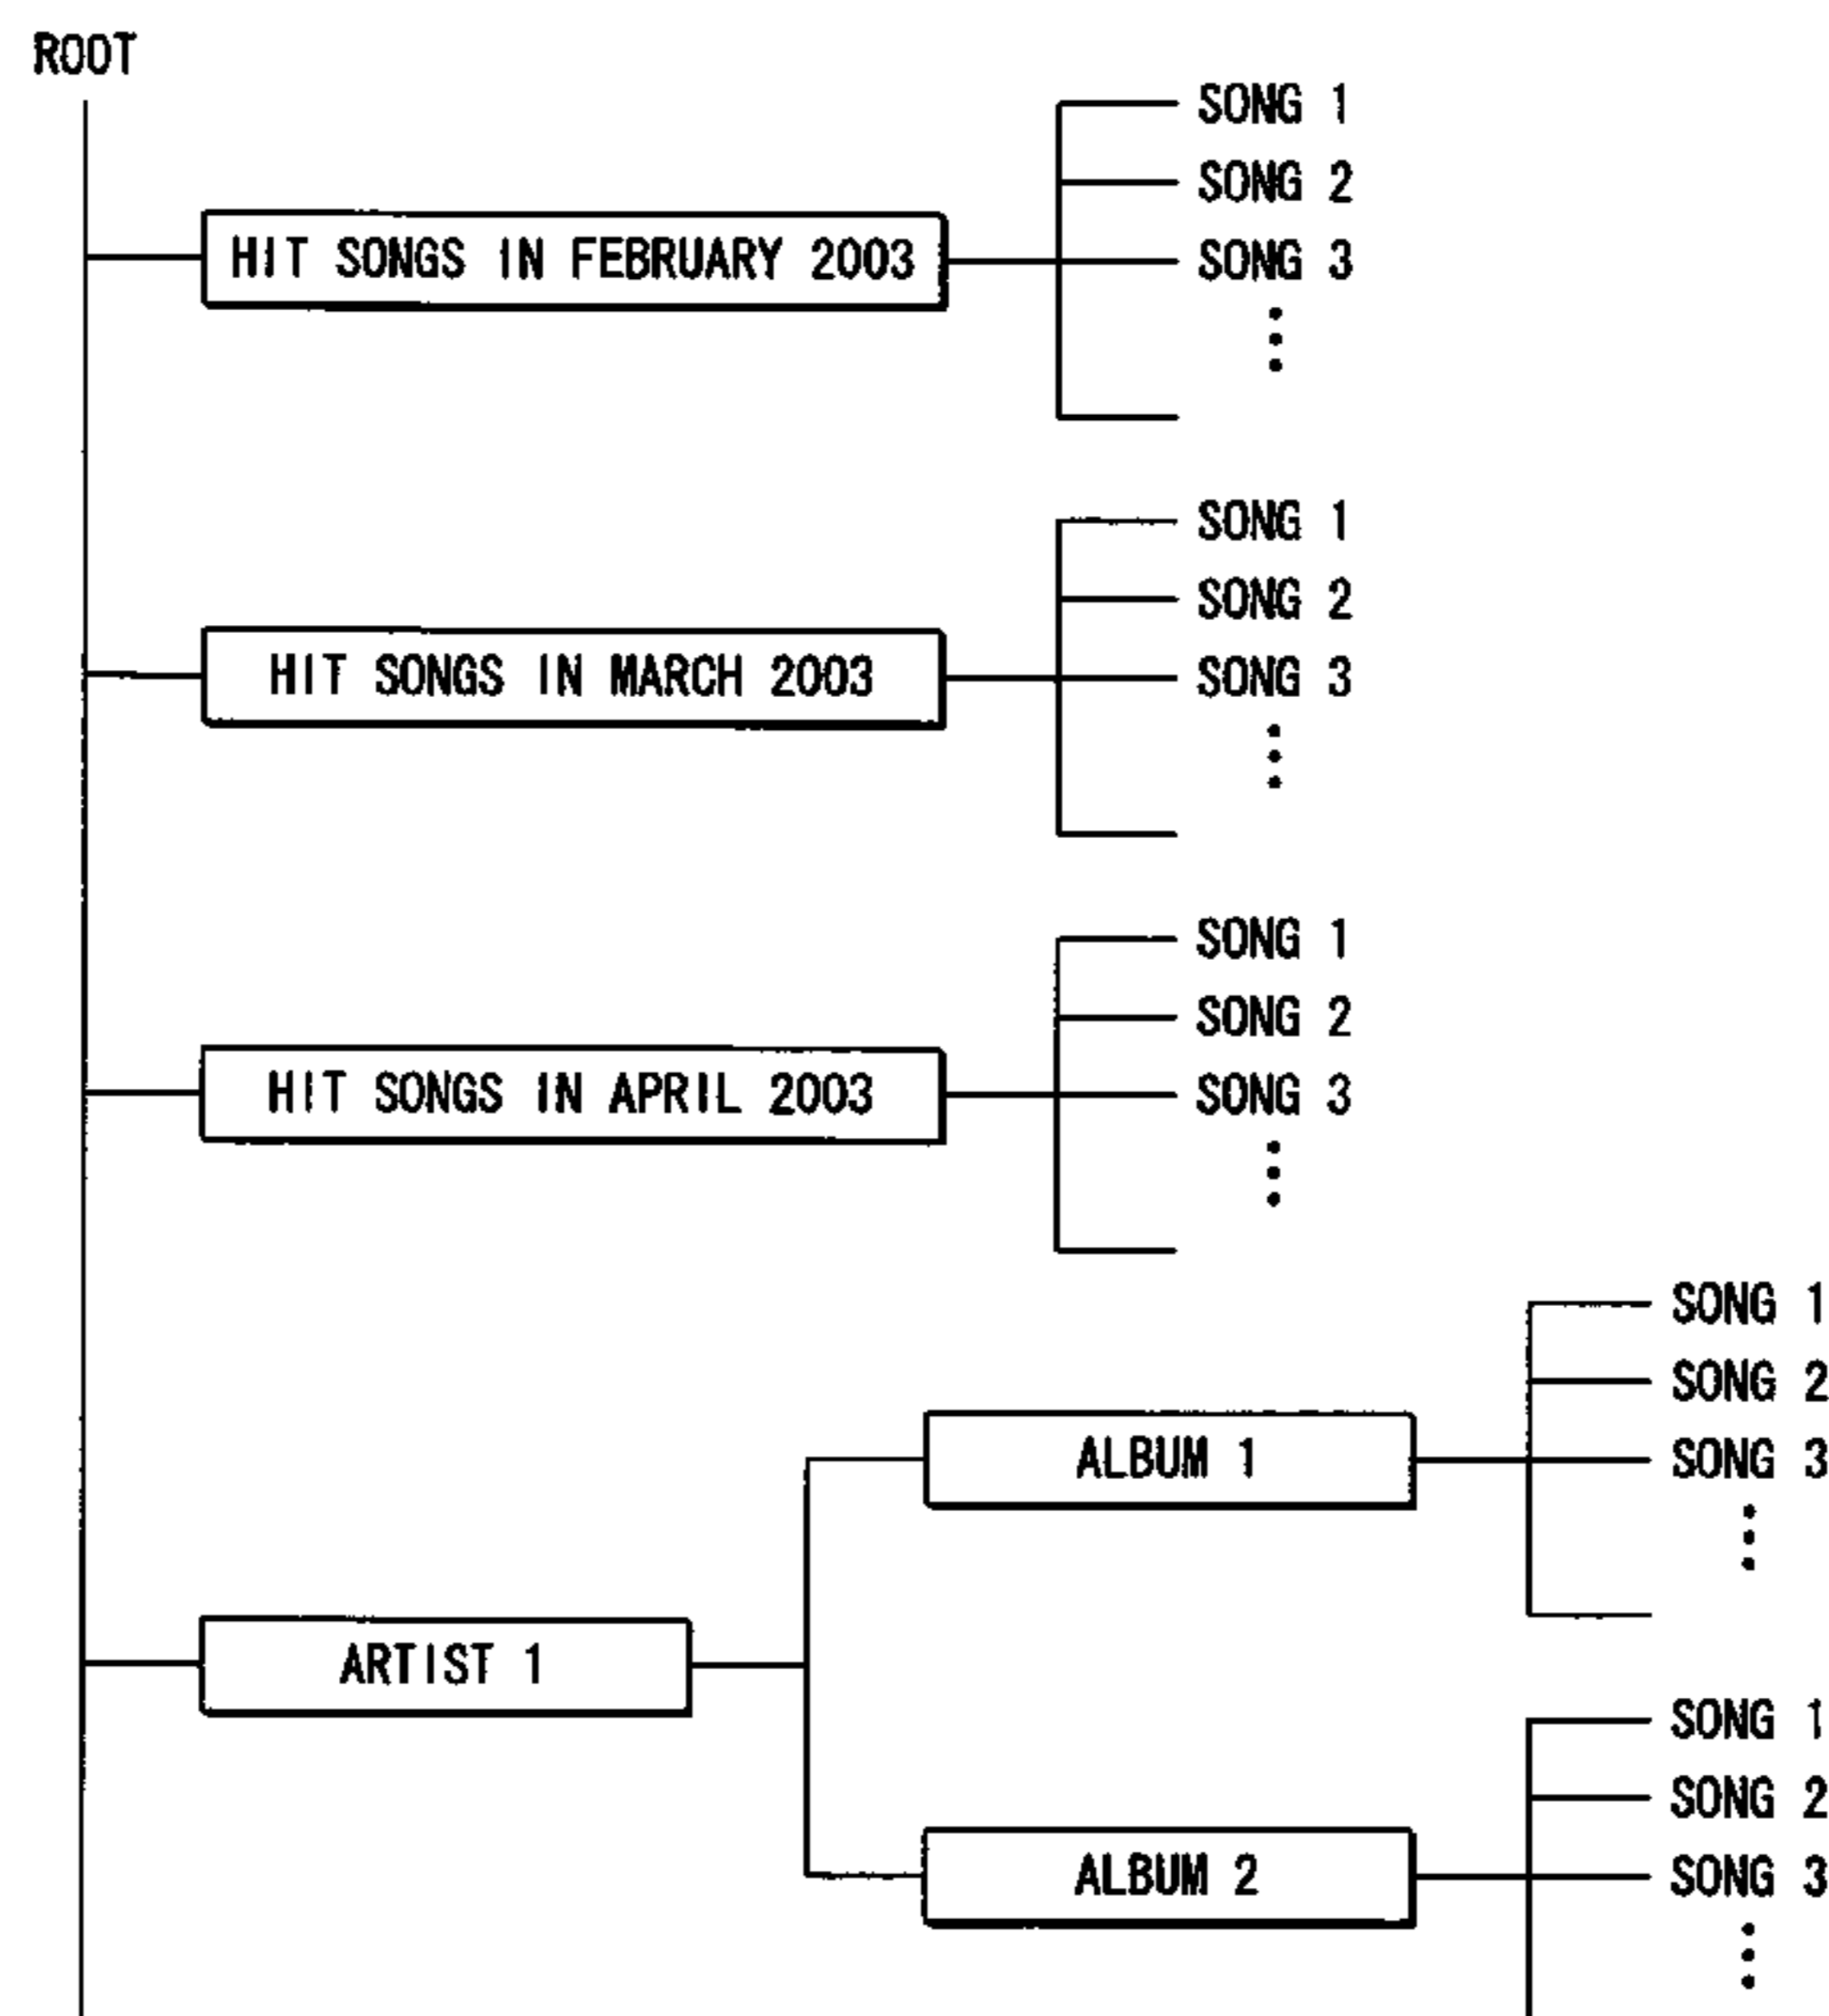 ROOT
SONG 1
SONG 2
HIT SONGS IN FEBRUARY 2003
SONG 3
SONG 1
SONG 2
HIT SONGS IN MARCH 2003
SONG 3
SONG 1
SONG 2
HIT SONGS IN APRIL 2003
SONG 3
SONG 1
SONG 2
ALBUM 1
SONG 3
ARTIST 1
SONG 1
SONG 2
ALBUM 2
SONG 3